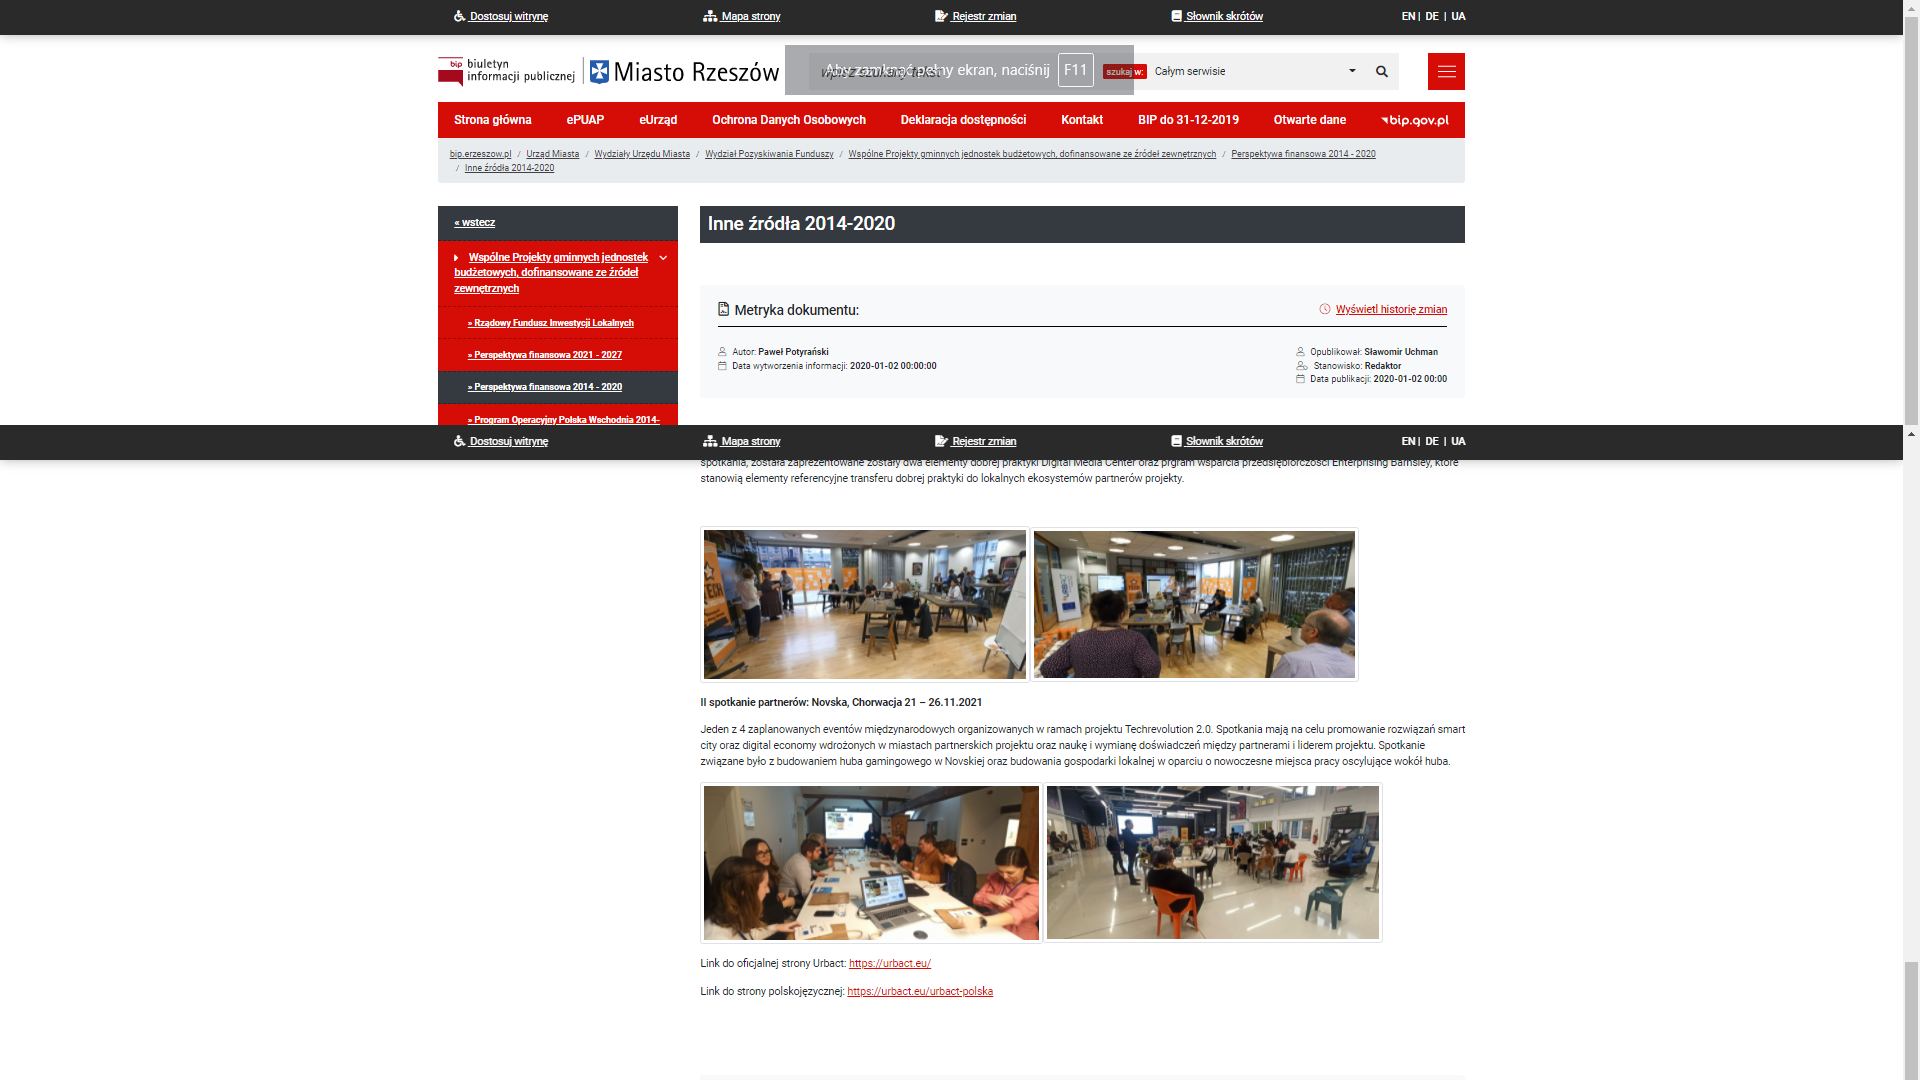 Dostosuj witrynę
Mapa strony
Rejestr zmian
Słownik skrótów
EN | DE | UA
bip biuletyn informacji publicznej
Miasto Rzeszów
Aby zamknąć pełny ekran, naciśnij F11
szukaj w: Całym serwisie
Strona główna
ePUAP
eUrząd
Ochrona Danych Osobowych
Deklaracja dostępności
Kontakt
BIP do 31-12-2019
Otwarte dane
bip.gov.pl
bip.erzeszow.pl / Urząd Miasta / Wydziały Urzędu Miasta / Wydział Pozyskiwania Funduszy / Wspólne Projekty gminnych jednostek budżetowych, dofinansowane ze źródeł zewnętrznych / Perspektywa finansowa 2014 - 2020
/ Inne źródła 2014-2020
« wstecz
Wspólne Projekty gminnych jednostek
budżetowych, dofinansowane ze źródeł
zewnętrznych
» Rządowy Fundusz Inwestycji Lokalnych
» Perspektywa finansowa 2021 - 2027
» Perspektywa finansowa 2014 - 2020
» Program Operacyjny Polska Wschodnia 2014-
Inne źródła 2014-2020
Metryka dokumentu:
Wyświetl historię zmian
Autor: Paweł Potyrański
Data wytworzenia informacji: 2020-01-02 00:00:00
Opublikował: Sławomir Uchman
Stanowisko: Redaktor
Data publikacji: 2020-01-02 00:00
Dostosuj witrynę
Mapa strony
Rejestr zmian
Słownik skrótów
EN | DE | UA
spotkania, została zaprezentowane zostały dwa elementy dobrej praktyki Digital Media Center oraz prgram wsparcia przedsiębiorczości Enterprising Barnsley, które
stanowią elementy referencyjne transferu dobrej praktyki do lokalnych ekosystemów partnerów projekty.
TECH
II spotkanie partnerów: Novska, Chorwacja 21 – 26.11.2021
Jeden z 4 zaplanowanych eventów międzynarodowych organizowanych w ramach projektu Techrevolution 2.0. Spotkania mają na celu promowanie rozwiązań smart
city oraz digital economy wdrożonych w miastach partnerskich projektu oraz naukę i wymianę doświadczeń między partnerami i liderem projektu. Spotkanie
związane było z budowaniem huba gamingowego w Novskiej oraz budowania gospodarki lokalnej w oparciu o nowoczesne miejsca pracy oscylujące wokół huba.
Link do oficjalnej strony Urbact: https://urbact.eu/
Link do strony polskojęzycznej: https://urbact.eu/urbact-polska